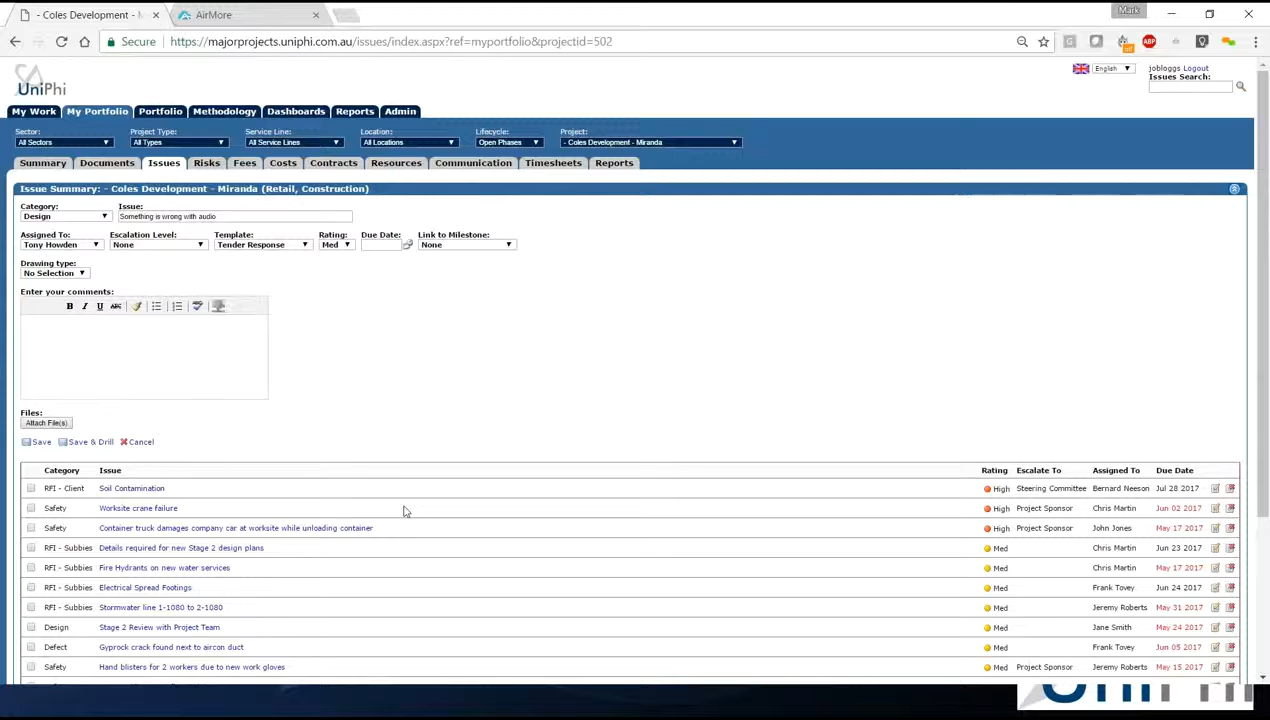 - Coles Development - M
AirMore
Mark
Secure https://majorprojects.uniphi.com.au/issues/index.aspx?ref=myportfolio&projectid=502
ABP
off
UniPhi
English
jobloggs Logout
Issues Search:
My Work My Portfolio Portfolio Methodology Dashboards Reports Admin
Sector: Project Type: Service Line: Location: Lifecycle: Project:
All Sectors All Types All Service Lines All Locations Open Phases - Coles Development - Miranda
Summary Documents Issues Risks Fees Costs Contracts Resources Communication Timesheets Reports
Issue Summary: - Coles Development - Miranda (Retail, Construction)
Category: Issue:
Design Something is wrong with audio
Assigned To: Escalation Level: Template: Rating: Due Date: Link to Milestone:
Tony Howden None Tender Response Med None
Drawing type:
No Selection
Enter your comments:
B I U ABC
Files:
Attach File(s)
Save Save & Drill Cancel
Category Issue Rating Escalate To Assigned To Due Date
RFI - Client Soil Contamination High Steering Committee Bernard Neeson Jul 28 2017
Safety Worksite crane failure High Project Sponsor Chris Martin Jun 02 2017
Safety Container truck damages company car at worksite while unloading container High Project Sponsor John Jones May 17 2017
RFI - Subbies Details required for new Stage 2 design plans Med Chris Martin Jun 23 2017
RFI - Subbies Fire Hydrants on new water services Med Chris Martin May 17 2017
RFI - Subbies Electrical Spread Footings Med Frank Tovey Jun 24 2017
RFI - Subbies Stormwater line 1-1080 to 2-1080 Med Jeremy Roberts May 31 2017
Design Stage 2 Review with Project Team Med Jane Smith May 24 2017
Defect Gyprock crack found next to aircon duct Med Frank Tovey Jun 05 2017
Safety Hand blisters for 2 workers due to new work gloves Med Project Sponsor Jeremy Roberts May 15 2017
UniPhi